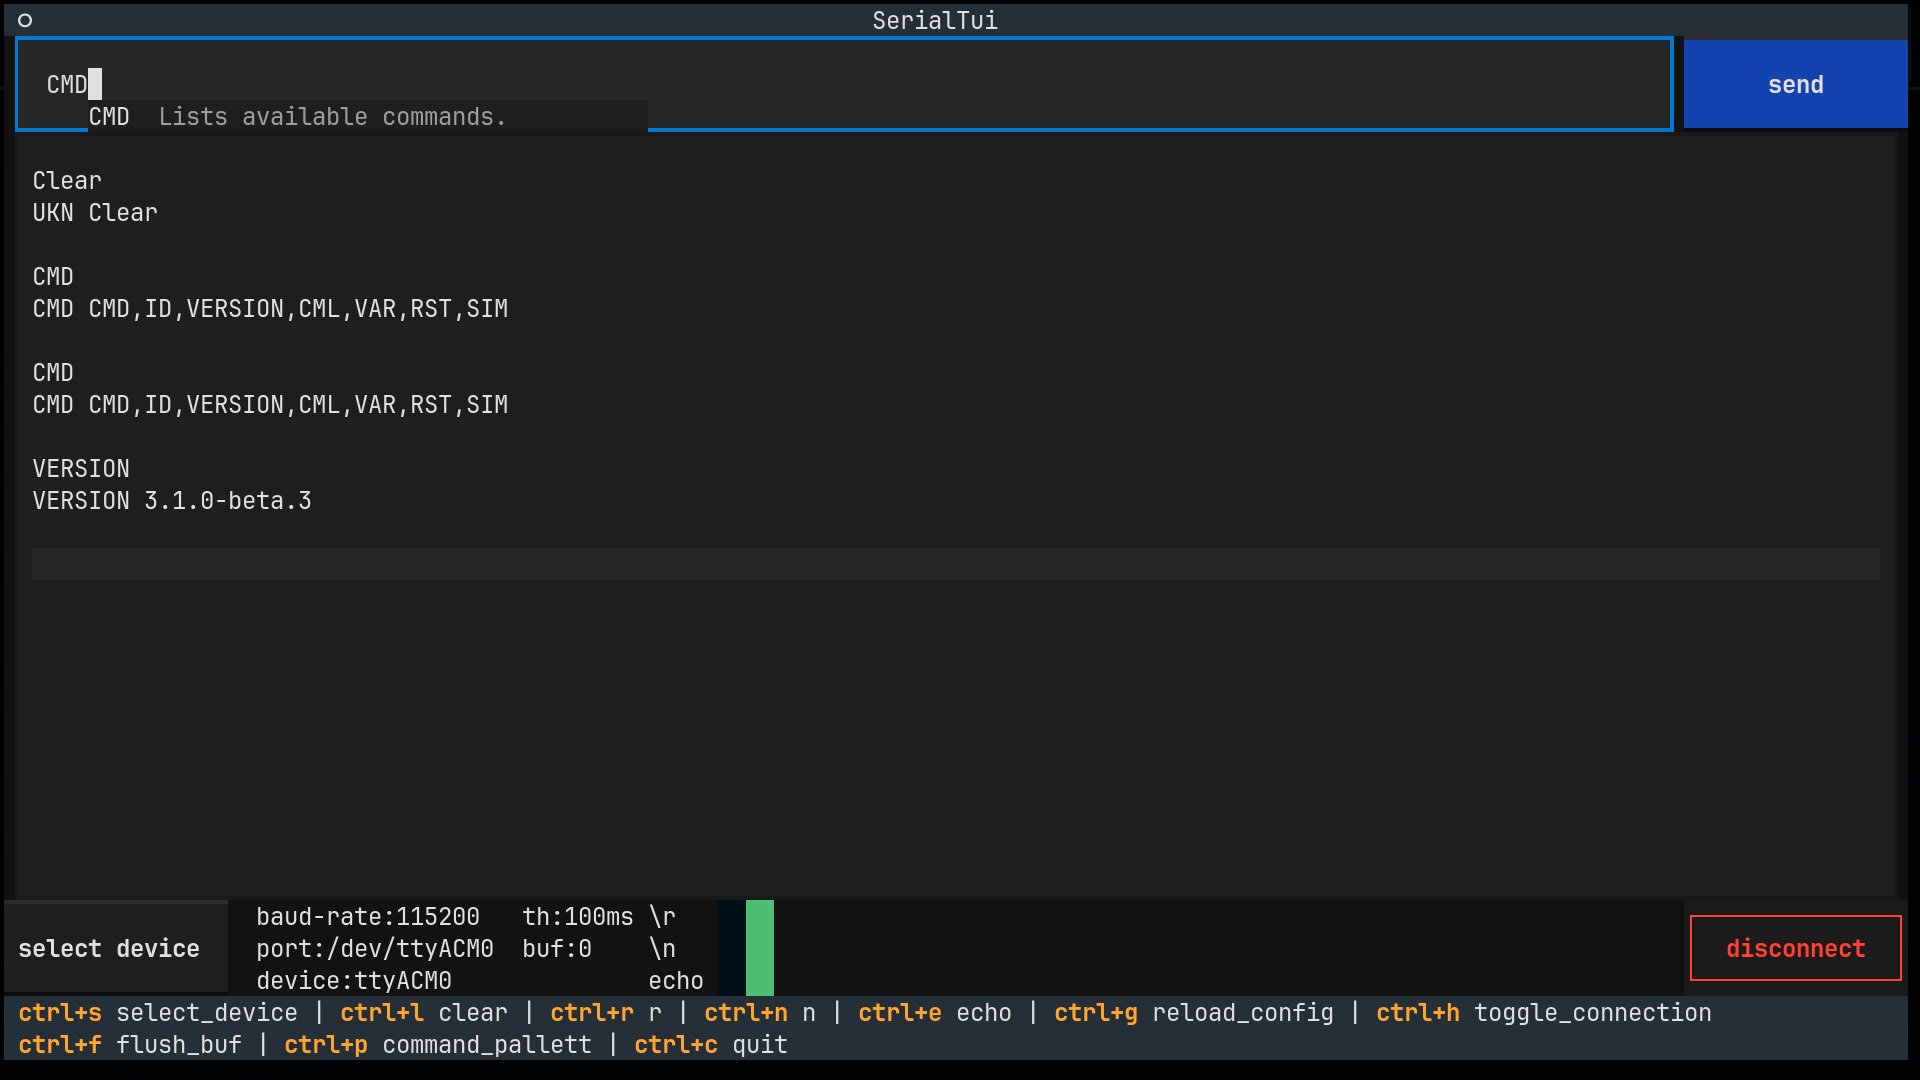 SerialTui
CMD
send
CMD  Lists available commands.
Clear
UKN Clear
CMD
CMD CMD,ID,VERSION,CML,VAR,RST,SIM
CMD
CMD CMD,ID,VERSION,CML,VAR,RST,SIM
VERSION
VERSION 3.1.0-beta.3
select device
baud-rate:115200   th:100ms \r
port:/dev/ttyACM0  buf:0    \n
device:ttyACM0              echo
disconnect
ctrl+s select_device | ctrl+l clear | ctrl+r r | ctrl+n n | ctrl+e echo | ctrl+g reload_config | ctrl+h toggle_connection
ctrl+f flush_buf | ctrl+p command_pallett | ctrl+c quit